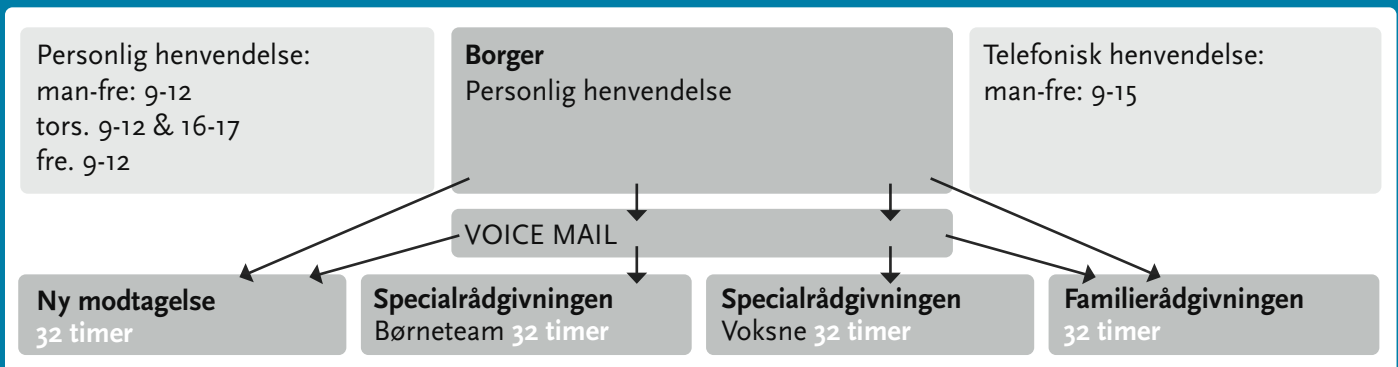 Personlig henvendelse:
man-fre: 9-12
tors. 9-12 & 16-17
fre. 9-12
Borger
Personlig henvendelse
Telefonisk henvendelse:
man-fre: 9-15
VOICE MAIL
Ny modtagelse
32 timer
Specialrådgivningen
Børneteam 32 timer
Specialrådgivningen
Voksne 32 timer
Familierådgivningen
32 timer